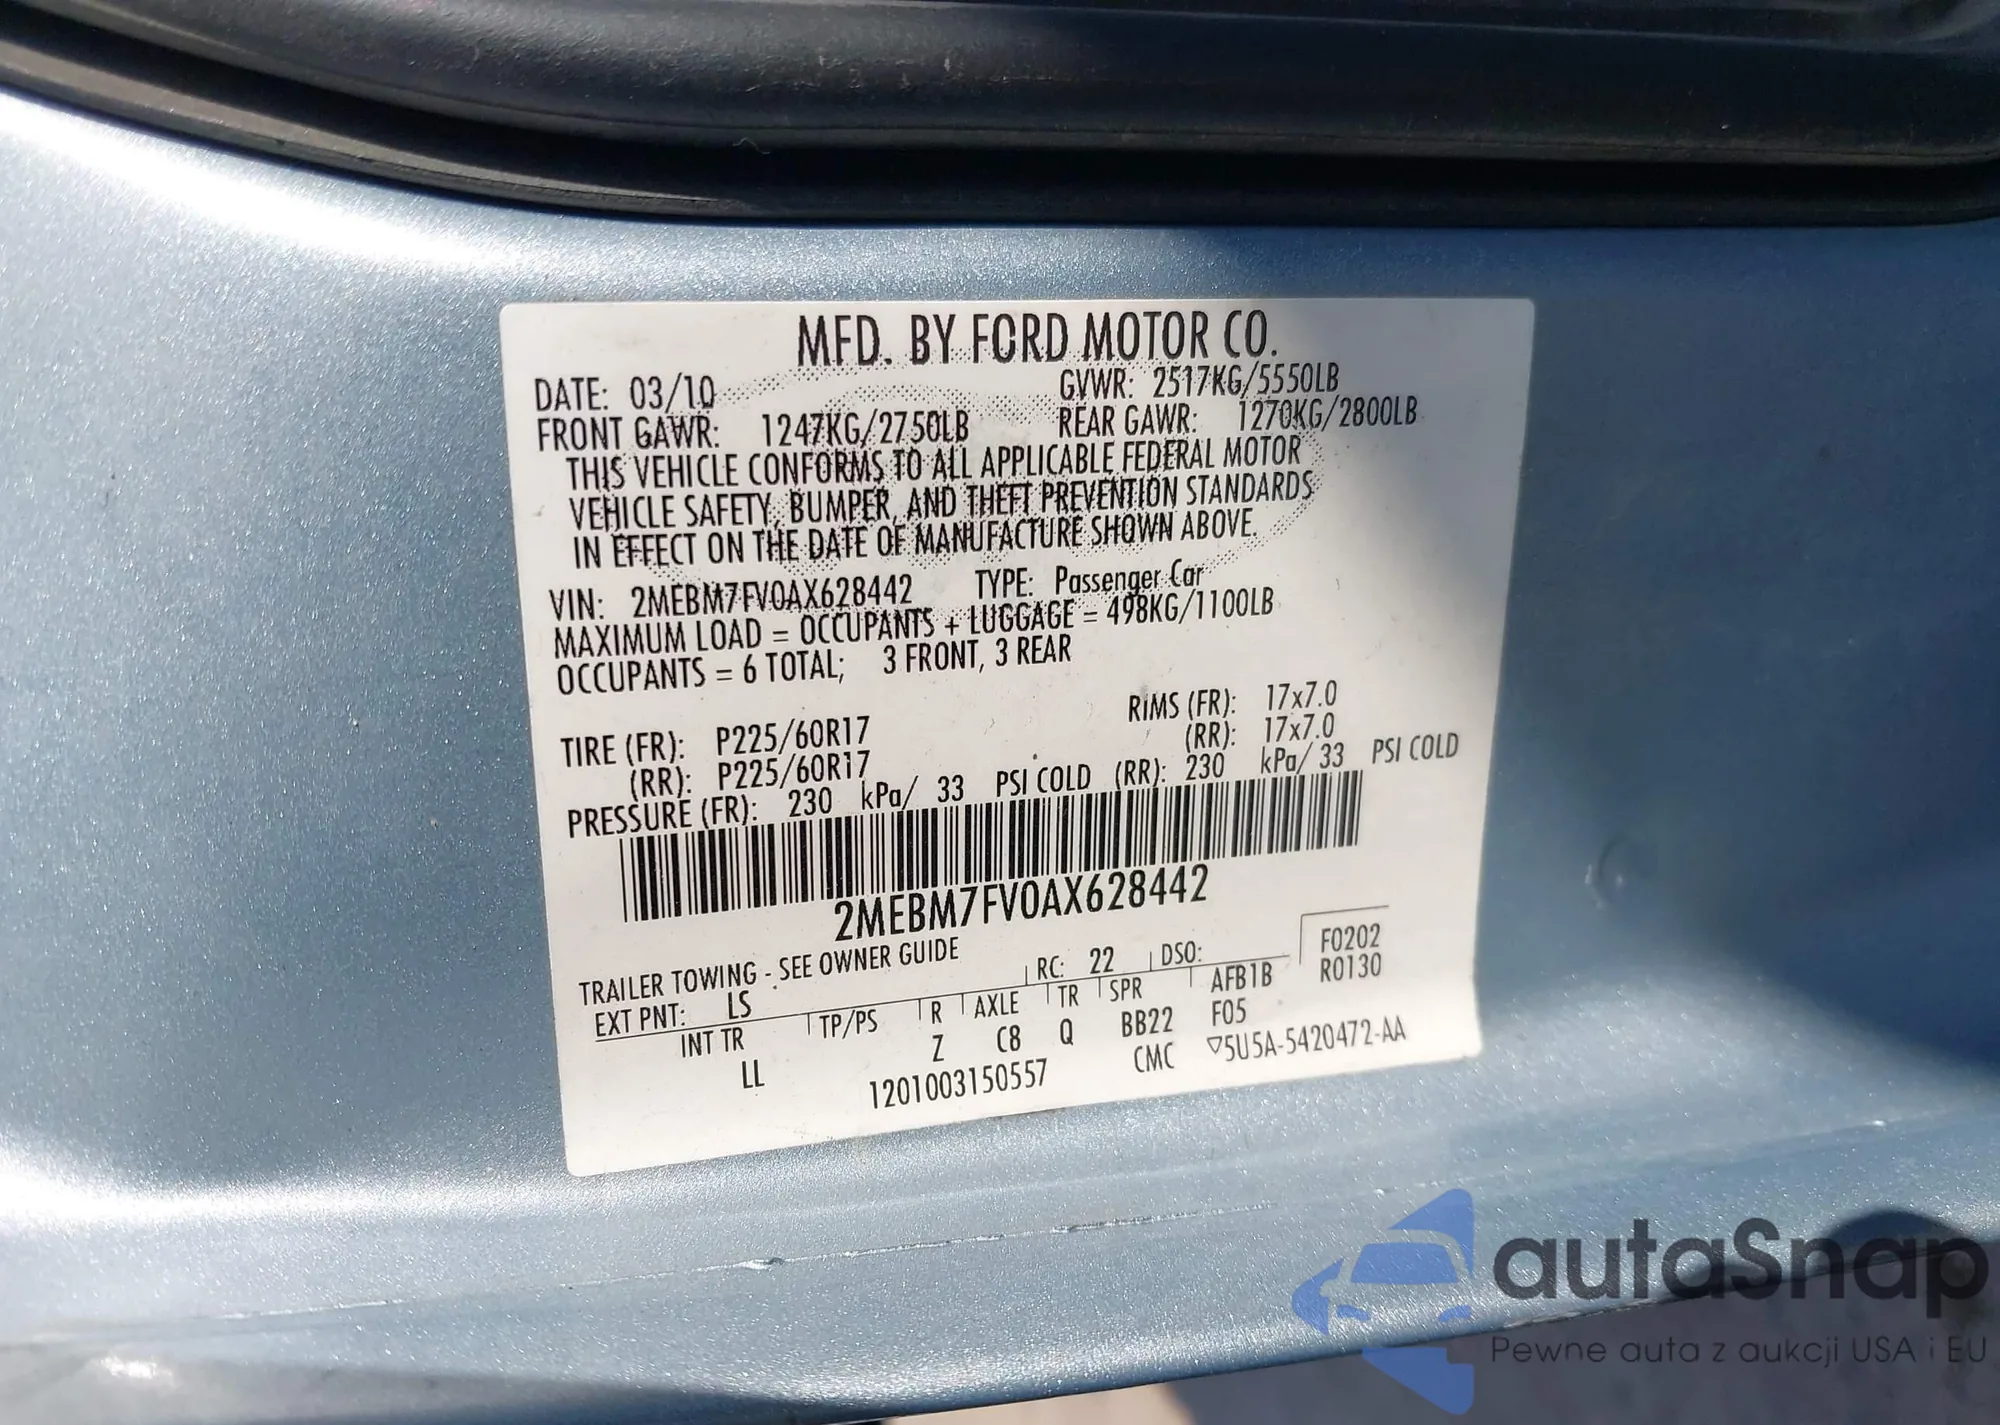 MFD. BY FORD MOTOR CO.
DATE: 03/10 GVWR: 2517KG/5550LB
FRONT GAWR: 1247KG/2750LB REAR GAWR: 1270KG/2800LB
THIS VEHICLE CONFORMS TO ALL APPLICABLE FEDERAL MOTOR
VEHICLE SAFETY, BUMPER, AND THEFT PREVENTION STANDARDS
IN EFFECT ON THE DATE OF MANUFACTURE SHOWN ABOVE.
VIN: 2MEBM7FV0AX628442 TYPE: Passenger Car
MAXIMUM LOAD = OCCUPANTS + LUGGAGE = 498KG/1100LB
OCCUPANTS = 6 TOTAL; 3 FRONT, 3 REAR
RIMS (FR): 17x7.0
TIRE (FR): P225/60R17 (RR): 17x7.0
(RR): P225/60R17
PRESSURE (FR): 230 kPa/ 33 PSI COLD (RR): 230 kPa/ 33 PSI COLD
2MEBM7FV0AX628442
TRAILER TOWING - SEE OWNER GUIDE
RC: 22 DSO: F0202
EXT PNT: LS R0130
INT TR TP/PS R AXLE TR SPR AFB1B
LL Z C8 Q BB22 F05
1201003150557 CMC ▽5U5A-5420472-AA
autaSnap
Pewne auta z aukcji USA i EU